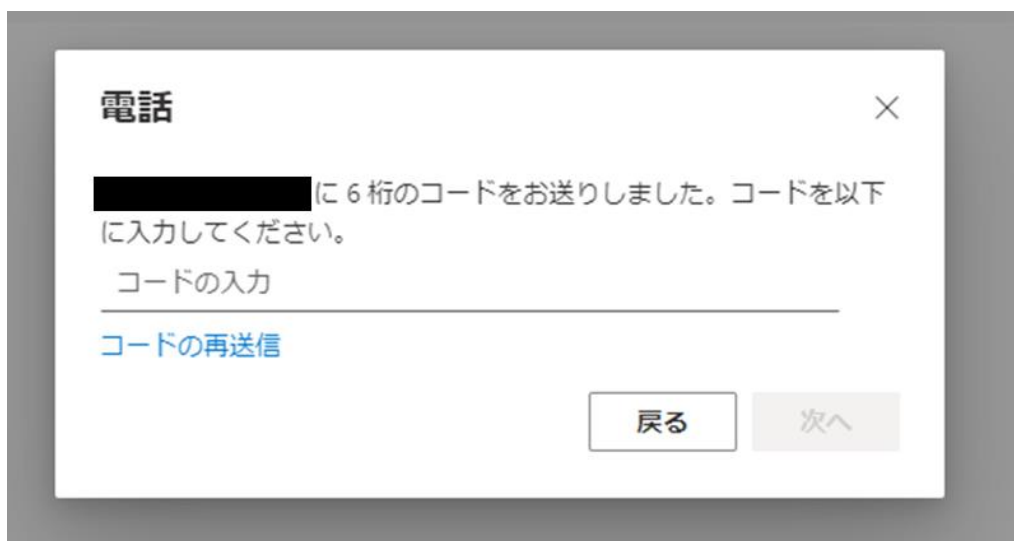 電話
に 6 桁のコードをお送りしました。コードを以下
に入力してください。
コードの入力
コードの再送信
戻る
次へ